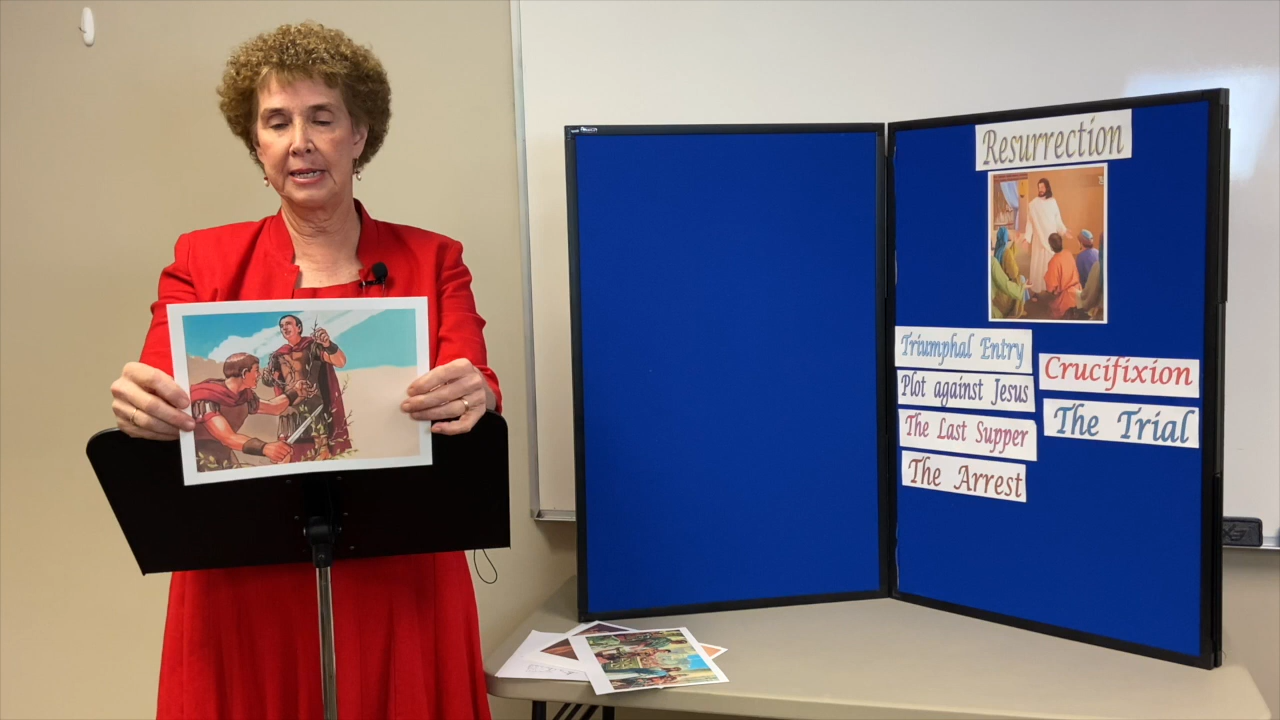 Resurrection
Triumphal Entry
Plot against Jesus
The Last Supper
The Arrest
Crucifixion
The Trial